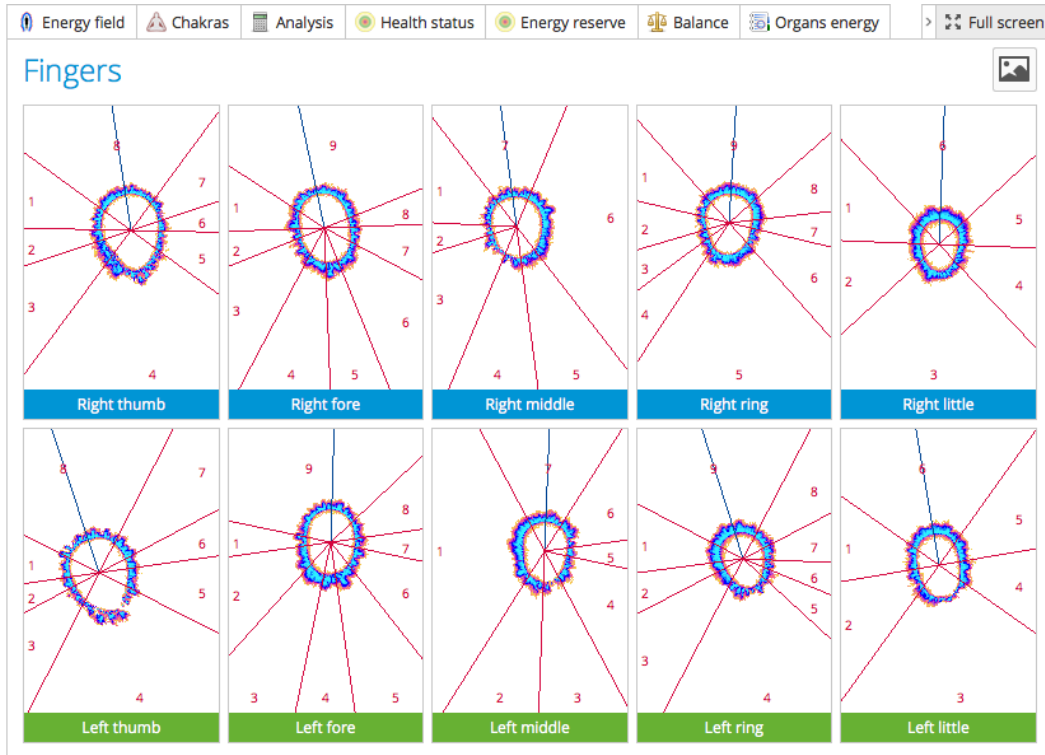 Energy field Chakras Analysis Health status Energy reserve Balance Organs energy > Full screen
Fingers
8 7 1 6 2 5 3 4
9 1 8 2 7 3 6 4 5
7 1 6 2 3 4 5
9 1 8 2 7 3 6 4 5
6 1 5 2 4 3
Right thumb Right fore Right middle Right ring Right little
8 7 6 1 5 2 3 4
9 8 1 7 2 6 3 4 5
7 6 1 5 4 2 3
9 8 1 7 6 2 5 3 4
6 5 1 4 2 3
Left thumb Left fore Left middle Left ring Left little